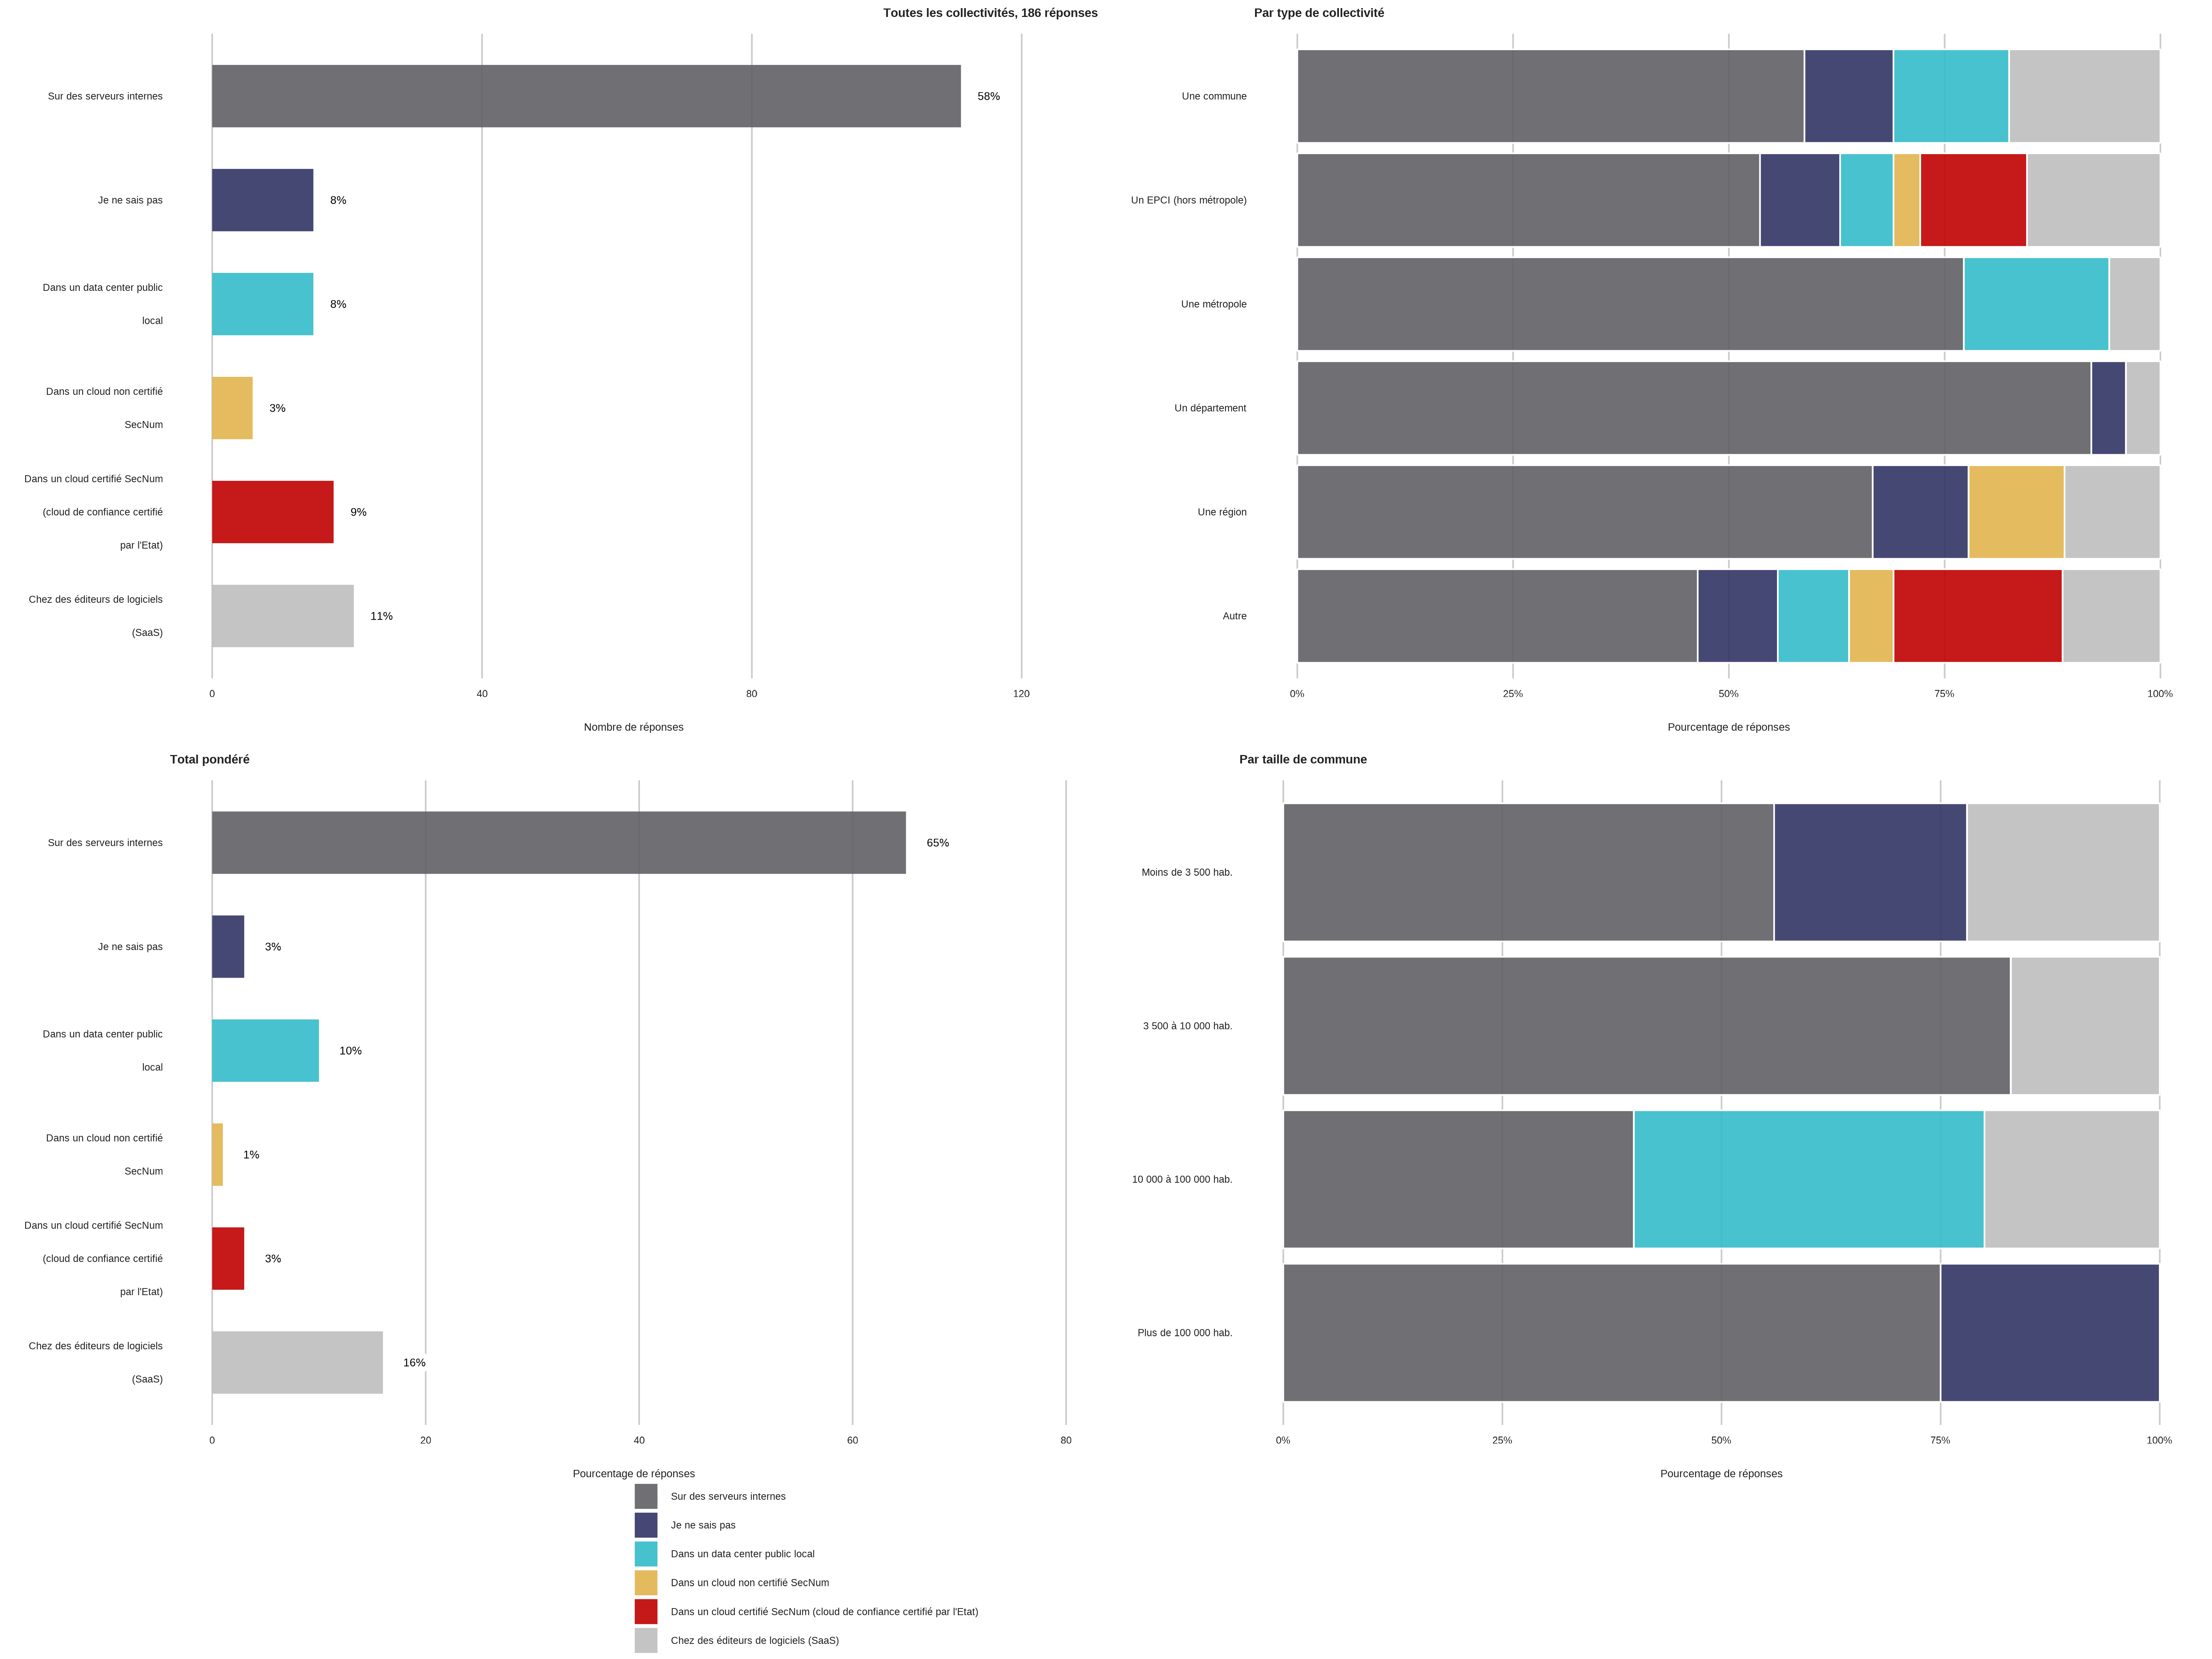 Toutes les collectivités, 186 réponses
Sur des serveurs internes
58%
Je ne sais pas
8%
Dans un data center public
local
8%
Dans un cloud non certifié
SecNum
3%
Dans un cloud certifié SecNum
(cloud de confiance certifié
par l'Etat)
9%
Chez des éditeurs de logiciels
(SaaS)
11%
0 40 80 120
Nombre de réponses
Par type de collectivité
Une commune
Un EPCI (hors métropole)
Une métropole
Un département
Une région
Autre
0% 25% 50% 75% 100%
Pourcentage de réponses
Total pondéré
Sur des serveurs internes
65%
Je ne sais pas
3%
Dans un data center public
local
10%
Dans un cloud non certifié
SecNum
1%
Dans un cloud certifié SecNum
(cloud de confiance certifié
par l'Etat)
3%
Chez des éditeurs de logiciels
(SaaS)
16%
0 20 40 60 80
Pourcentage de réponses
Par taille de commune
Moins de 3 500 hab.
3 500 à 10 000 hab.
10 000 à 100 000 hab.
Plus de 100 000 hab.
0% 25% 50% 75% 100%
Pourcentage de réponses
Sur des serveurs internes
Je ne sais pas
Dans un data center public local
Dans un cloud non certifié SecNum
Dans un cloud certifié SecNum (cloud de confiance certifié par l'Etat)
Chez des éditeurs de logiciels (SaaS)